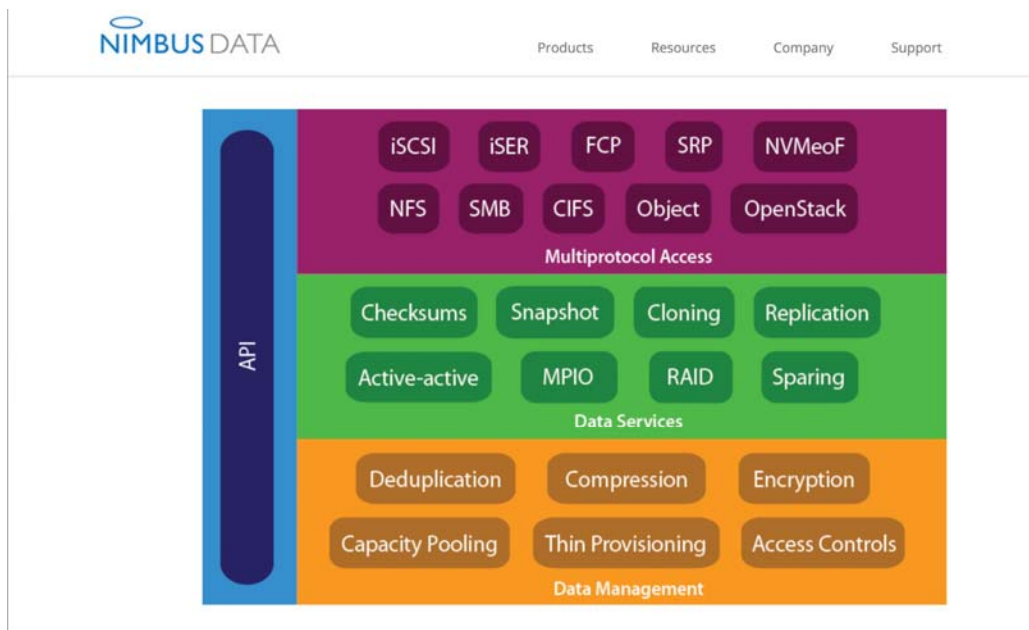 NIMBUS DATA
Products Resources Company Support
API
iSCSI iSER FCP SRP NVMeoF
NFS SMB CIFS Object OpenStack
Multiprotocol Access
Checksums Snapshot Cloning Replication
Active-active MPIO RAID Sparing
Data Services
Deduplication Compression Encryption
Capacity Pooling Thin Provisioning Access Controls
Data Management